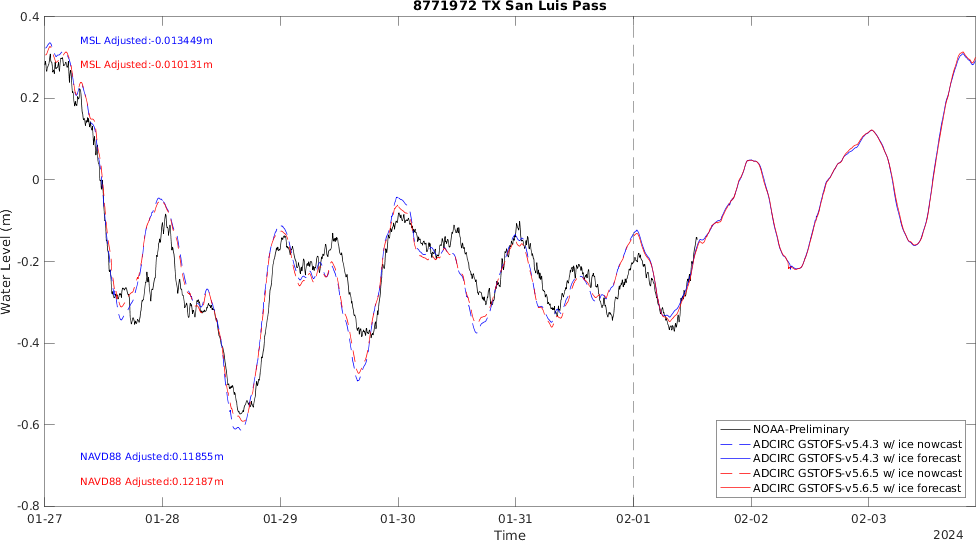 8771972 TX San Luis Pass
MSL Adjusted:-0.013449m
MSL Adjusted:-0.010131m
NAVD88 Adjusted:0.11855m
NAVD88 Adjusted:0.12187m
Water Level (m)
0.4
0.2
0
-0.2
-0.4
-0.6
-0.8
NOAA-Preliminary
ADCIRC GSTOFS-v5.4.3 w/ ice nowcast
ADCIRC GSTOFS-v5.4.3 w/ ice forecast
ADCIRC GSTOFS-v5.6.5 w/ ice nowcast
ADCIRC GSTOFS-v5.6.5 w/ ice forecast
01-27 01-28 01-29 01-30 01-31 02-01 02-02 02-03
Time
2024